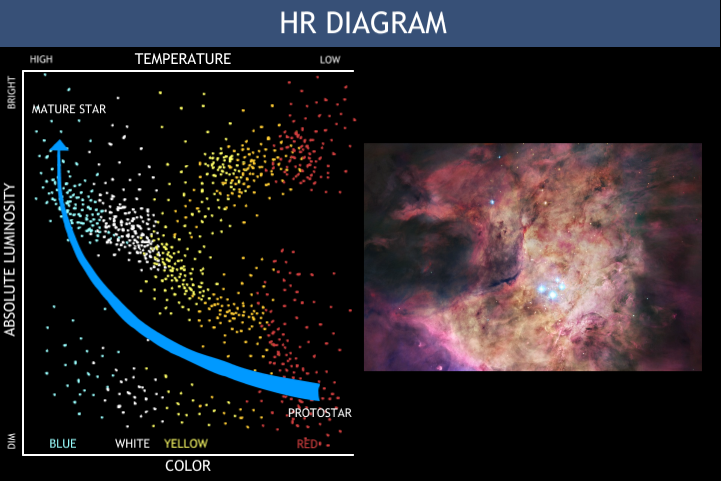 HR DIAGRAM
HIGH
TEMPERATURE
LOW
BRIGHT
MATURE STAR
ABSOLUTE LUMINOSITY
PROTOSTAR
DIM
BLUE
WHITE
YELLOW
RED
COLOR